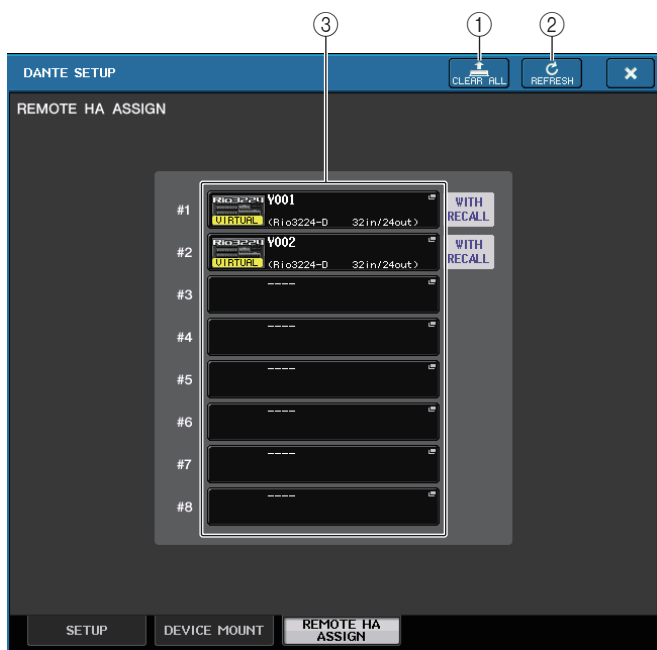 ③ ① ②
DANTE SETUP
CLEAR ALL
REFRESH
×
REMOTE HA ASSIGN
#1
Rio3224
VIRTUAL
Y001
(Rio3224-D 32in/24out)
WITH
RECALL
#2
Rio3224
VIRTUAL
Y002
(Rio3224-D 32in/24out)
WITH
RECALL
#3
----
#4
----
#5
----
#6
----
#7
----
#8
----
SETUP
DEVICE MOUNT
REMOTE HA
ASSIGN